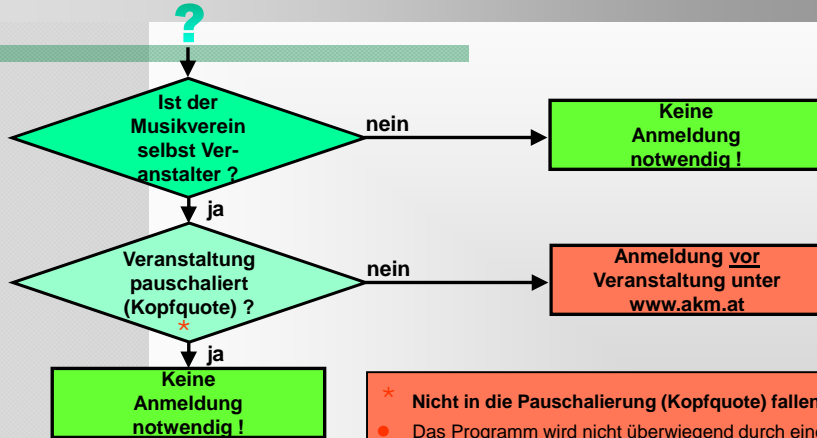 ?
Ist der
Musikverein
selbst Ver-
anstalter ?
nein
Keine
Anmeldung
notwendig !
ja
Veranstaltung
pauschaliert
(Kopfquote) ?
*
nein
Anmeldung vor
Veranstaltung unter
www.akm.at
ja
Keine
Anmeldung
notwendig !
* Nicht in die Pauschalierung (Kopfquote) fallen
• Das Programm wird nicht überwiegend durch eine